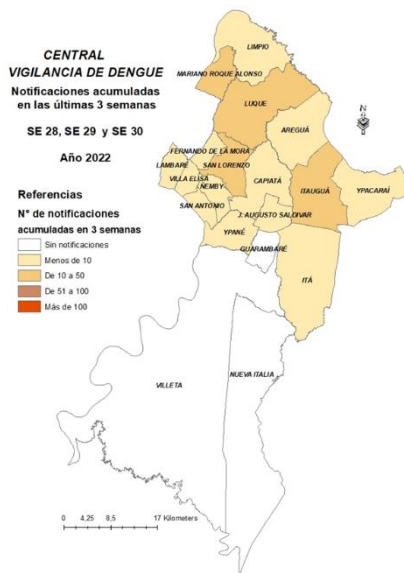 CENTRAL
VIGILANCIA DE DENGUE
Notificaciones acumuladas
en las últimas 3 semanas
SE 28, SE 29 y SE 30
Año 2022
Referencias
N° de notificaciones
acumuladas en 3 semanas
Sin notificaciones
Menos de 10
De 10 a 50
De 51 a 100
Más de 100
LIMPIO
MARIANO ROQUE ALONSO
LUQUE
N
AREGUÁ
FERNANDO DE LA MORA
LAMBARÉ
SAN LORENZO
VILLA ELISA
CAPIATÁ
ITAUGUÁ
YPACARAÍ
ÑEMBY
SAN ANTONIO
J. AUGUSTO SALDIVAR
YPANÉ
GUARAMBARÉ
ITÁ
VILLETA
NUEVA ITALIA
0 4,25 8,5 17 Kilometers